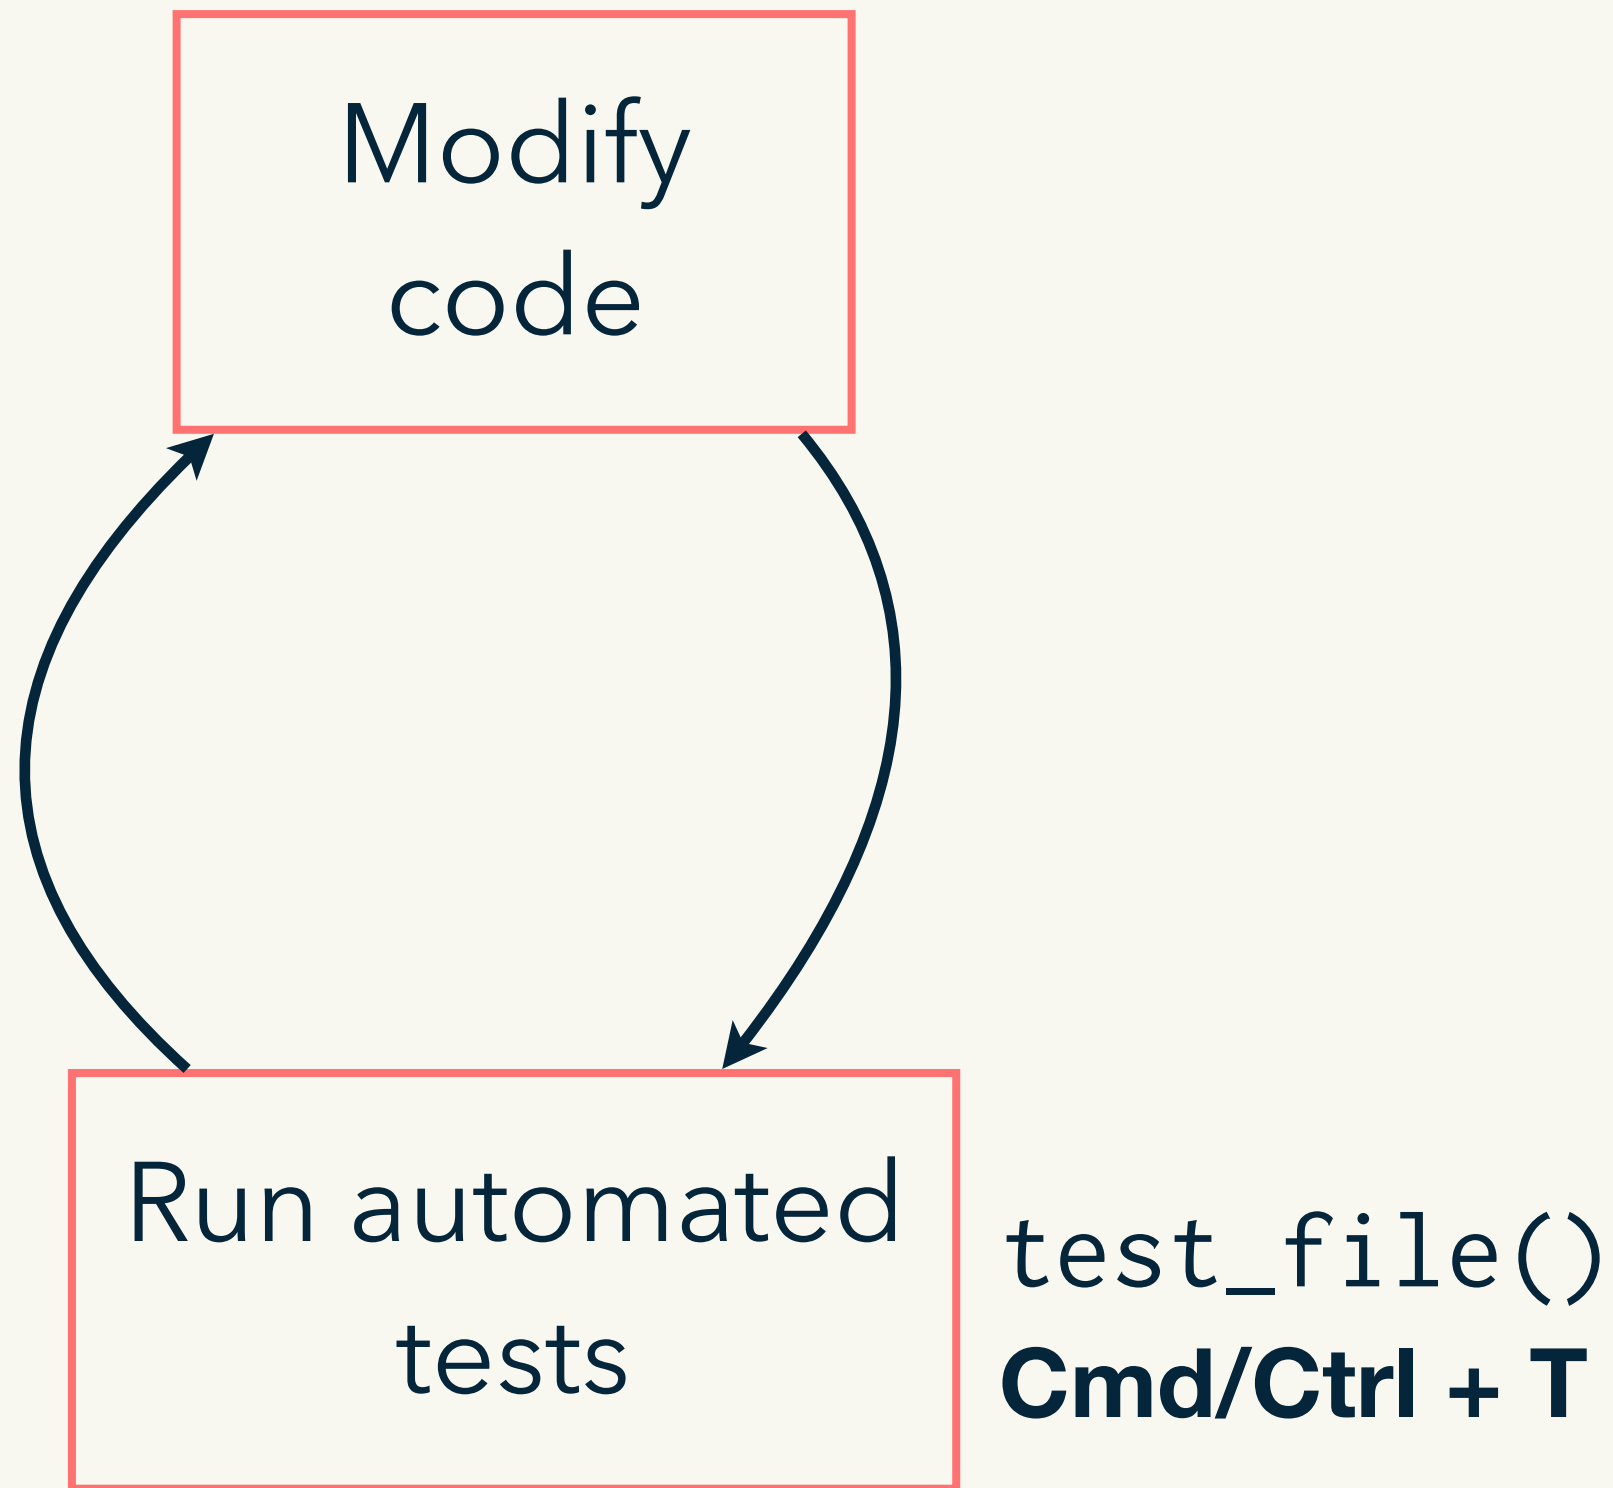 Modify
code
Run automated
tests
test_file()
Cmd/Ctrl + T